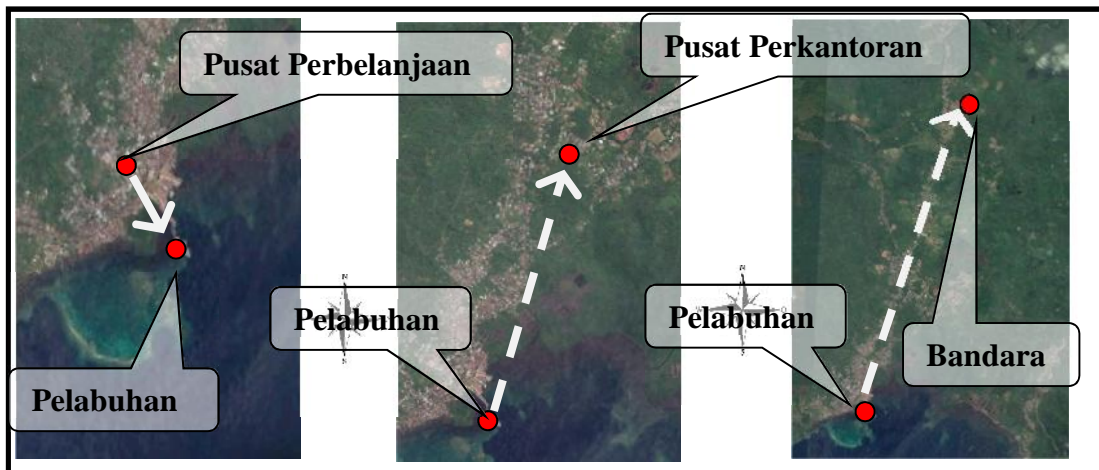 Pusat Perbelanjaan
Pelabuhan
Pusat Perkantoran
Pelabuhan
Pelabuhan
Bandara